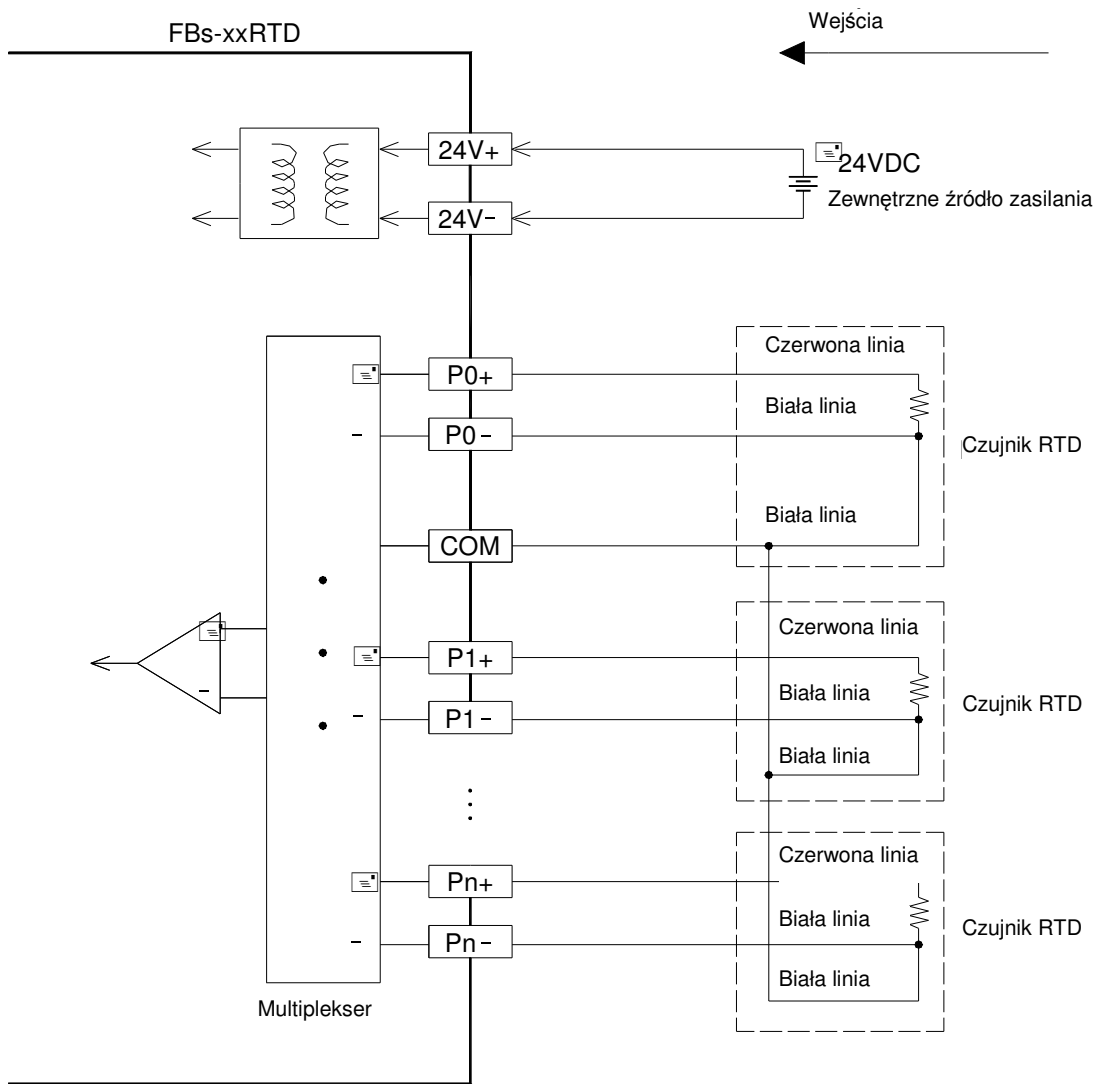 FBs-xxRTD
Wejścia
24V+
24VDC
24V−
Zewnętrzne źródło zasilania
Czerwona linia
P0+
Biała linia
P0−
Czujnik RTD
Biała linia
COM
Czerwona linia
P1+
Biała linia
Czujnik RTD
P1−
Biała linia
Czerwona linia
Pn+
Biała linia
Czujnik RTD
Pn−
Biała linia
Multiplekser